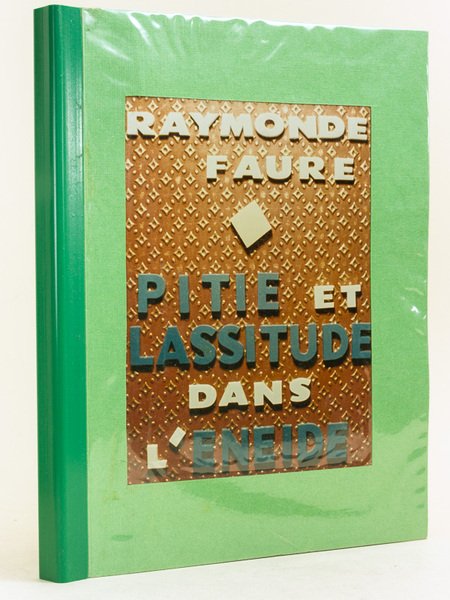 RAYMONDE
FAURE
PITIE ET
LASSITUDE
DANS
L'ENEIDE